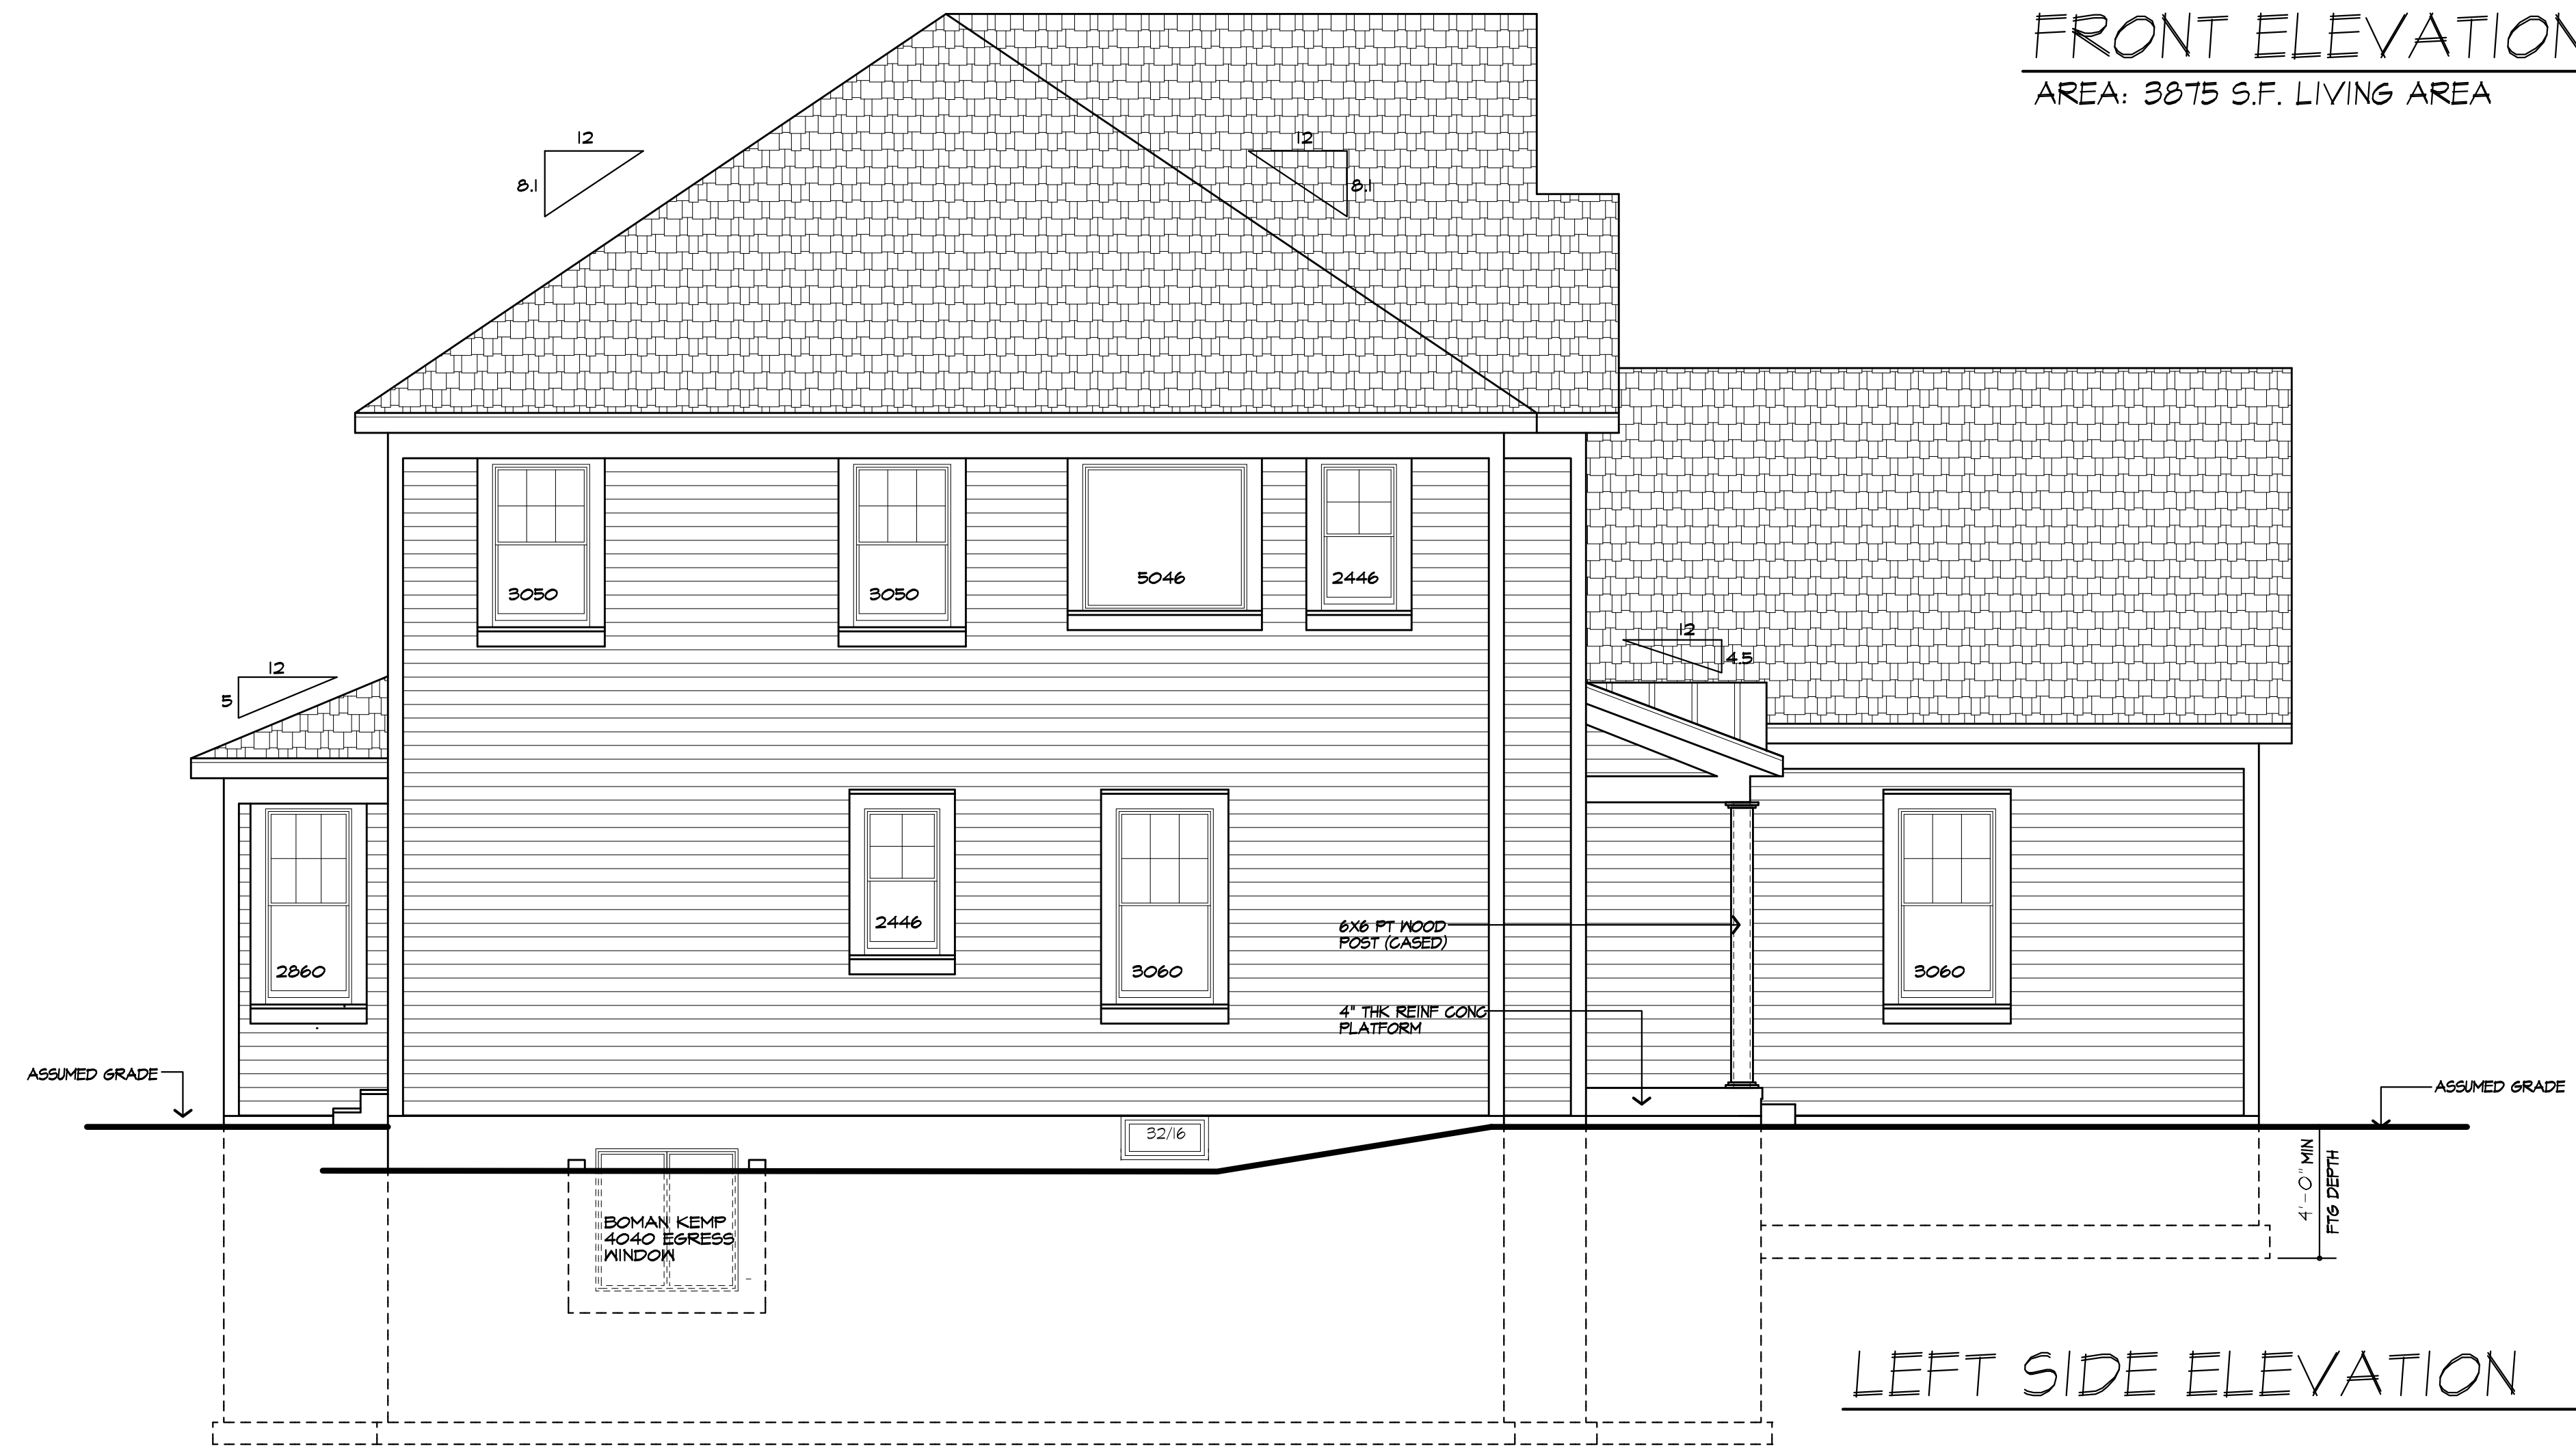 FRONT ELEVATION
AREA: 3875 S.F. LIVING AREA
12
8.1
12
8.1
3050
3050
5046
2446
12
4.5
12
5
2446
3060
2860
3060
6X6 PT WOOD
POST (CASED)
4" THK REINF CONC
PLATFORM
ASSUMED GRADE
ASSUMED GRADE
32/16
4'-0" MIN
FTG DEPTH
BOMAN KEMP
4040 EGRESS
WINDOW
LEFT SIDE ELEVATION